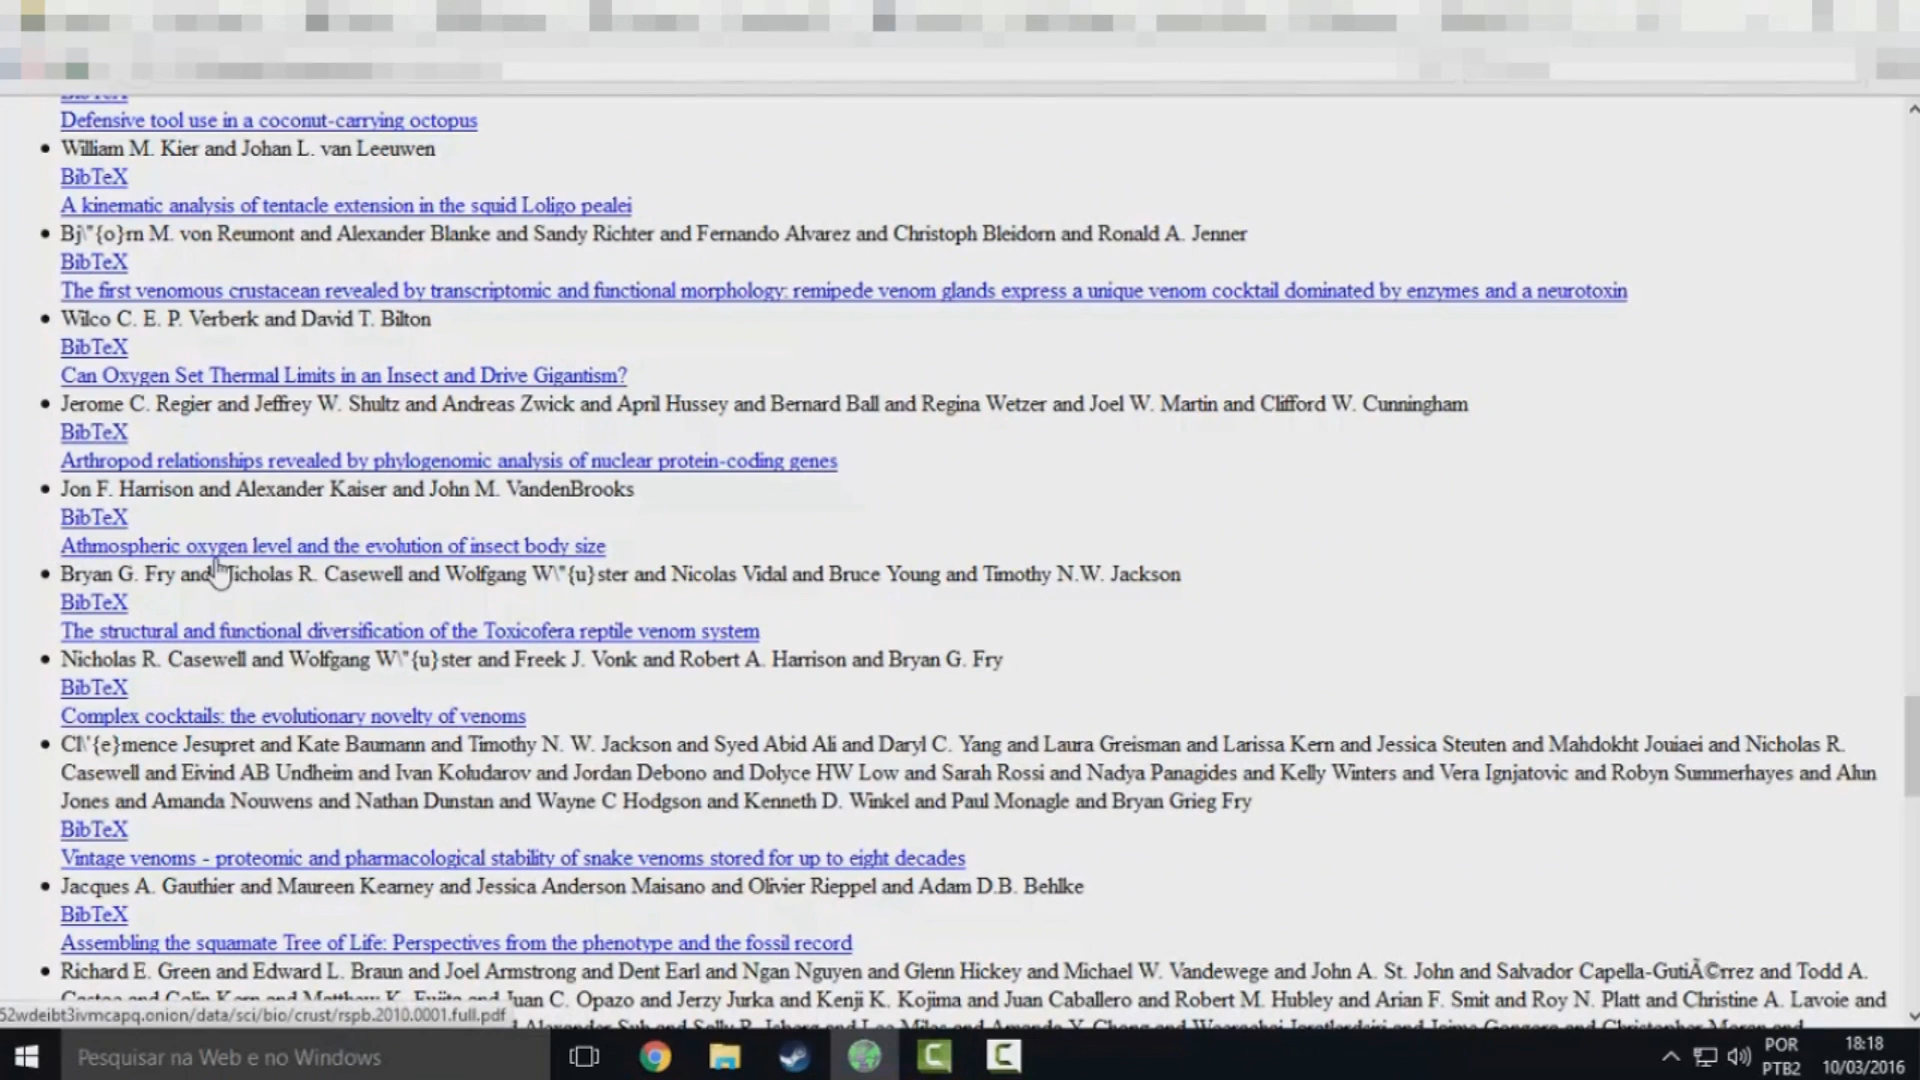 BibTeX
Defensive tool use in a coconut-carrying octopus
William M. Kier and Johan L. van Leeuwen
BibTeX
A kinematic analysis of tentacle extension in the squid Loligo pealei
Bj\"{o}rn M. von Reumont and Alexander Blanke and Sandy Richter and Fernando Alvarez and Christoph Bleidorn and Ronald A. Jenner
BibTeX
The first venomous crustacean revealed by transcriptomic and functional morphology: remipede venom glands express a unique venom cocktail dominated by enzymes and a neurotoxin
Wilco C. E. P. Verberk and David T. Bilton
BibTeX
Can Oxygen Set Thermal Limits in an Insect and Drive Gigantism?
Jerome C. Regier and Jeffrey W. Shultz and Andreas Zwick and April Hussey and Bernard Ball and Regina Wetzer and Joel W. Martin and Clifford W. Cunningham
BibTeX
Arthropod relationships revealed by phylogenomic analysis of nuclear protein-coding genes
Jon F. Harrison and Alexander Kaiser and John M. VandenBrooks
BibTeX
Athmospheric oxygen level and the evolution of insect body size
Bryan G. Fry and Nicholas R. Casewell and Wolfgang W\"{u}ster and Nicolas Vidal and Bruce Young and Timothy N.W. Jackson
BibTeX
The structural and functional diversification of the Toxicofera reptile venom system
Nicholas R. Casewell and Wolfgang W\"{u}ster and Freek J. Vonk and Robert A. Harrison and Bryan G. Fry
BibTeX
Complex cocktails: the evolutionary novelty of venoms
Cl\'{e}mence Jesupret and Kate Baumann and Timothy N. W. Jackson and Syed Abid Ali and Daryl C. Yang and Laura Greisman and Larissa Kern and Jessica Steuten and Mahdokht Jouiaei and Nicholas R.
Casewell and Eivind AB Undheim and Ivan Koludarov and Jordan Debono and Dolyce HW Low and Sarah Rossi and Nadya Panagides and Kelly Winters and Vera Ignjatovic and Robyn Summerhayes and Alun
Jones and Amanda Nouwens and Nathan Dunstan and Wayne C Hodgson and Kenneth D. Winkel and Paul Monagle and Bryan Grieg Fry
BibTeX
Vintage venoms - proteomic and pharmacological stability of snake venoms stored for up to eight decades
Jacques A. Gauthier and Maureen Kearney and Jessica Anderson Maisano and Olivier Rieppel and Adam D.B. Behlke
BibTeX
Assembling the squamate Tree of Life: Perspectives from the phenotype and the fossil record
Richard E. Green and Edward L. Braun and Joel Armstrong and Dent Earl and Ngan Nguyen and Glenn Hickey and Michael W. Vandewege and John A. St. John and Salvador Capella-GutiÃ©rrez and Todd A.
Juan C. Opazo and Jerzy Jurka and Kenji K. Kojima and Juan Caballero and Robert M. Hubley and Arian F. Smit and Roy N. Platt and Christine A. Lavoie and
52wdeibt3ivmcapq.onion/data/sci/bio/crust/rspb.2010.0001.full.pdf
Pesquisar na Web e no Windows
POR
PTB2
18:18
10/03/2016